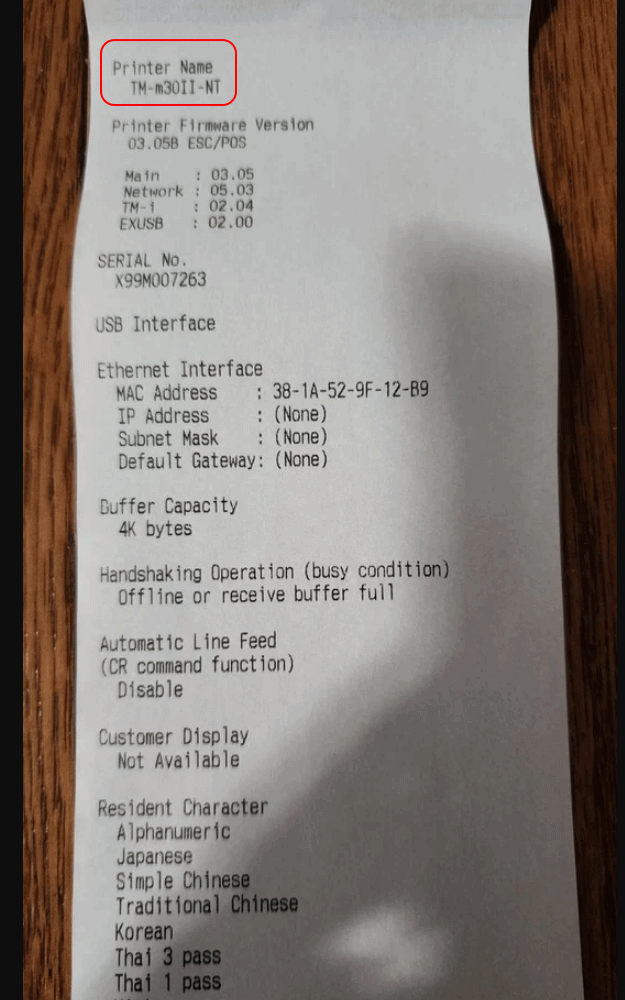 Printer Name
TM-m30II-NT
Printer Firmware Version
03.05B ESC/POS
Main : 03.05
Network : 05.03
TM-i : 02.04
EXUSB : 02.00
SERIAL No.
X99M007263
USB Interface
Ethernet Interface
MAC Address : 38-1A-52-9F-12-B9
IP Address : (None)
Subnet Mask : (None)
Default Gateway: (None)
Buffer Capacity
4K bytes
Handshaking Operation (busy condition)
Offline or receive buffer full
Automatic Line Feed
(CR command function)
Disable
Customer Display
Not Available
Resident Character
Alphanumeric
Japanese
Simple Chinese
Traditional Chinese
Korean
Thai 3 pass
Thai 1 pass